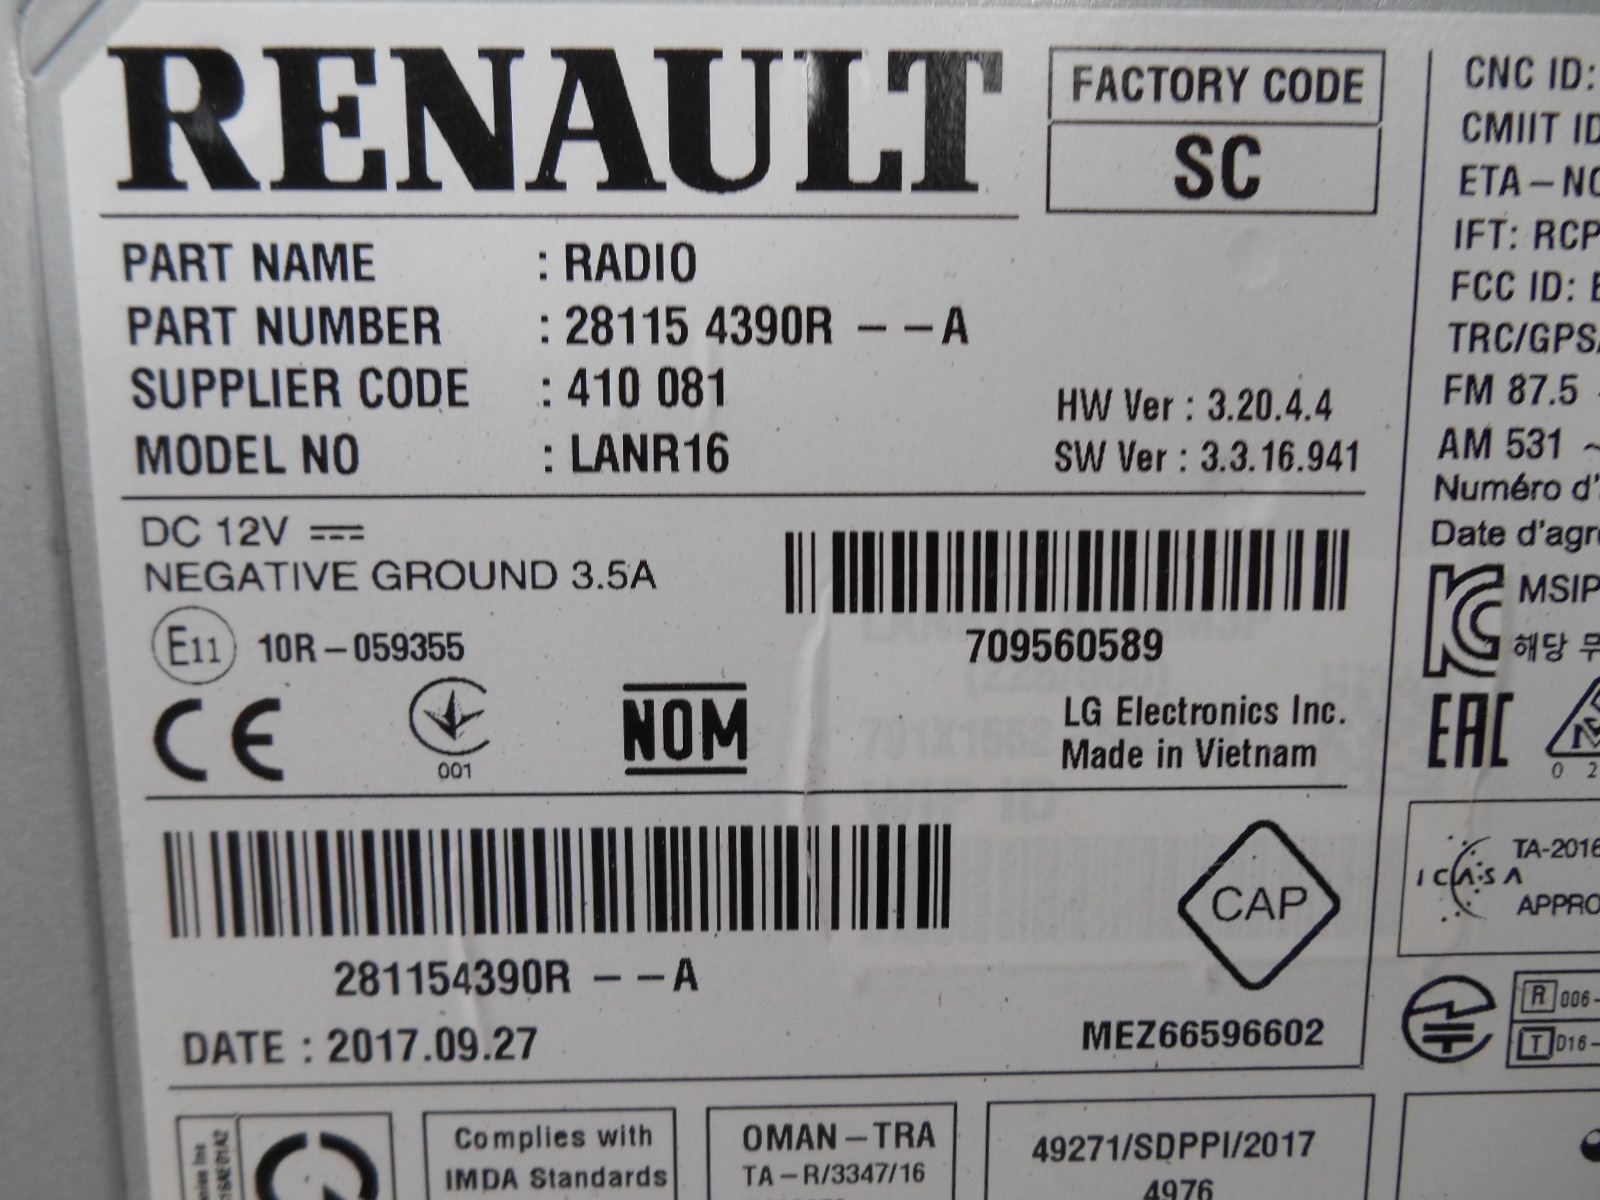 RENAULT
FACTORY CODE
SC
PART NAME : RADIO
PART NUMBER : 28115 4390R -- A
SUPPLIER CODE : 410 081
MODEL NO : LANR16
HW Ver : 3.20.4.4
SW Ver : 3.3.16.941
DC 12V
NEGATIVE GROUND 3.5A
E11 10R-059355
CE
001
NOM
709560589
LG Electronics Inc.
Made in Vietnam
281154390R -- A
DATE : 2017.09.27
CAP
MEZ66596602
Complies with
IMDA Standards
OMAN-TRA
TA-R/3347/16
49271/SDPPI/2017
4976
CNC ID:
CMIIT ID
ETA-NO
IFT: RCP
FCC ID:
TRC/GPS
FM 87.5
AM 531 ~
Numéro d'
Date d'agr
MSIP
해당 무
EAC
ICASA
TA-2016
APPRO
R 006-
T D16-